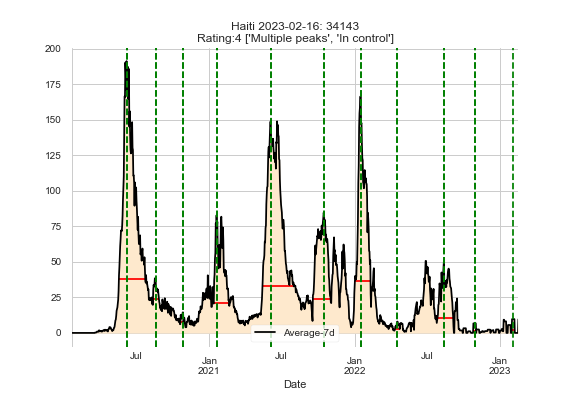 Haiti 2023-02-16: 34143
Rating:4 ['Multiple peaks', 'In control']
200
175
150
125
100
75
50
25
0
Average-7d
Jul
Jan
2021
Jul
Jan
2022
Jul
Jan
2023
Date